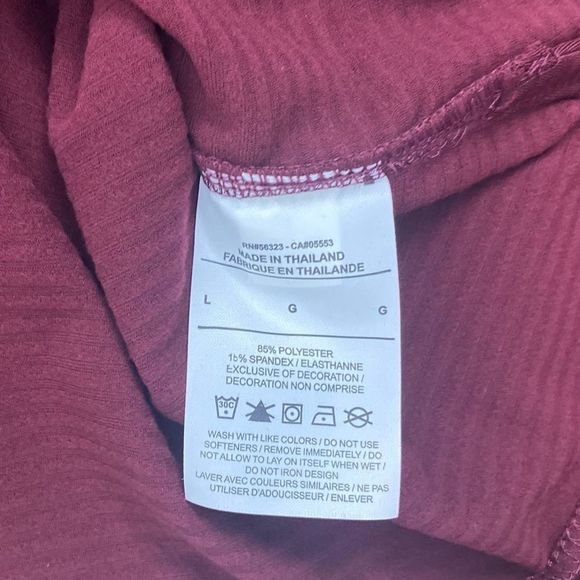 RN#56323 - CA#05553
MADE IN THAILAND
FABRIQUE EN THAILANDE
L G G
85% POLYESTER
15% SPANDEX / ELASTHANNE
EXCLUSIVE OF DECORATION /
DECORATION NON COMPRISE
30C
WASH WITH LIKE COLORS / DO NOT USE
SOFTENERS / REMOVE IMMEDIATELY / DO
NOT ALLOW TO LAY ON ITSELF WHEN WET /
DO NOT IRON DESIGN
LAVER AVEC COULEURS SIMILAIRES / NE PAS
UTILISER D'ADOUCISSEUR / ENLEVER